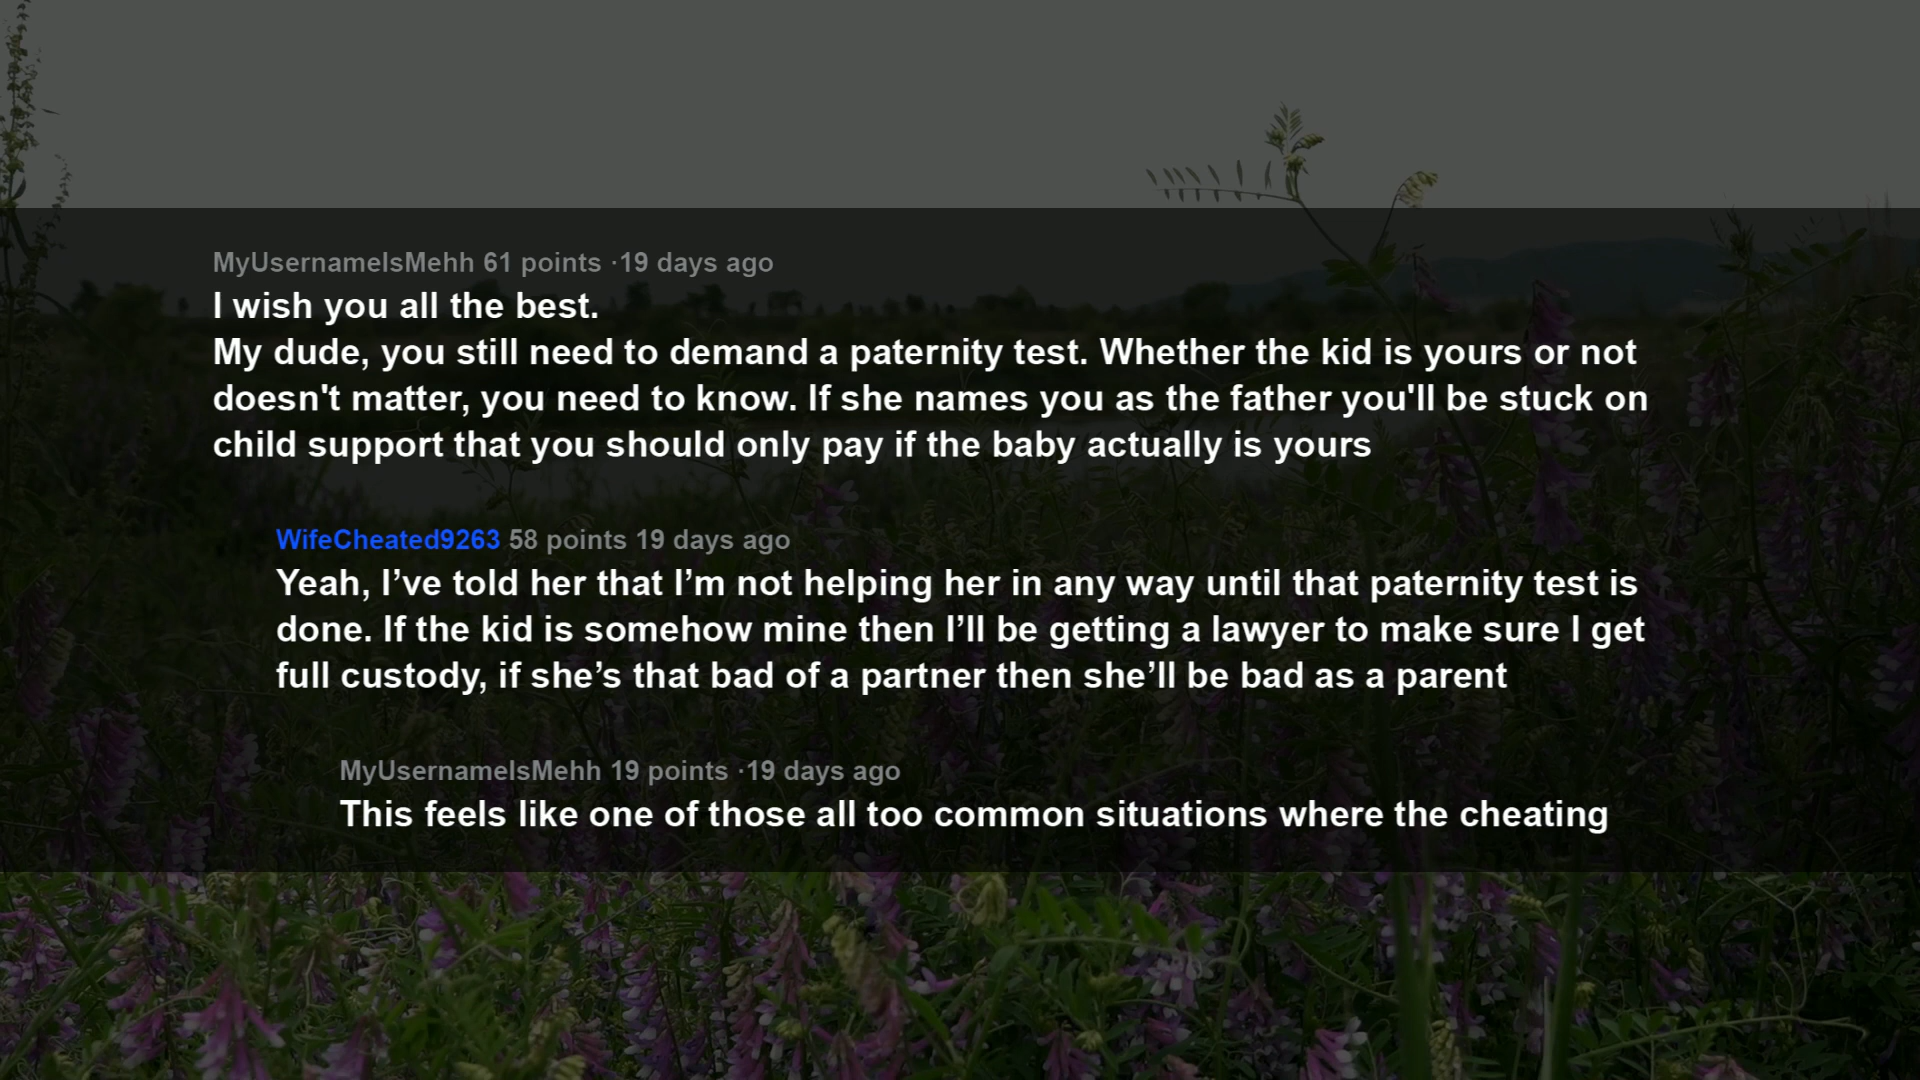 MyUsernameIsMehh 61 points ·19 days ago
I wish you all the best.
My dude, you still need to demand a paternity test. Whether the kid is yours or not
doesn't matter, you need to know. If she names you as the father you'll be stuck on
child support that you should only pay if the baby actually is yours
WifeCheated9263 58 points 19 days ago
Yeah, I’ve told her that I’m not helping her in any way until that paternity test is
done. If the kid is somehow mine then I’ll be getting a lawyer to make sure I get
full custody, if she’s that bad of a partner then she’ll be bad as a parent
MyUsernameIsMehh 19 points ·19 days ago
This feels like one of those all too common situations where the cheating